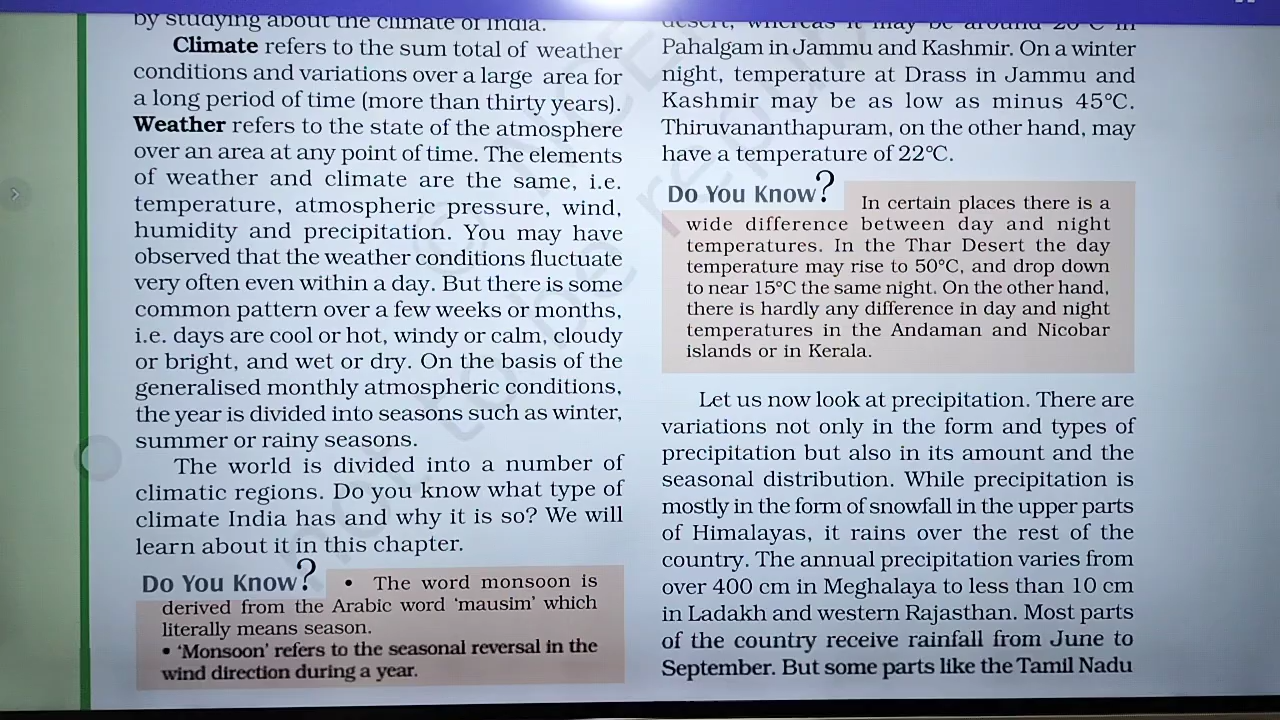 by studying about the climate of India.
Climate refers to the sum total of weather
conditions and variations over a large area for
a long period of time (more than thirty years).
Weather refers to the state of the atmosphere
over an area at any point of time. The elements
of weather and climate are the same, i.e.
temperature, atmospheric pressure, wind,
humidity and precipitation. You may have
observed that the weather conditions fluctuate
very often even within a day. But there is some
common pattern over a few weeks or months,
i.e. days are cool or hot, windy or calm, cloudy
or bright, and wet or dry. On the basis of the
generalised monthly atmospheric conditions,
the year is divided into seasons such as winter,
summer or rainy seasons.
The world is divided into a number of
climatic regions. Do you know what type of
climate India has and why it is so? We will
learn about it in this chapter.
Do You Know?
• The word monsoon is
derived from the Arabic word ‘mausim’ which
literally means season.
• ‘Monsoon’ refers to the seasonal reversal in the
wind direction during a year.
desert, whereas it may be around 20°C in
Pahalgam in Jammu and Kashmir. On a winter
night, temperature at Drass in Jammu and
Kashmir may be as low as minus 45°C.
Thiruvananthapuram, on the other hand, may
have a temperature of 22°C.
Do You Know?
In certain places there is a
wide difference between day and night
temperatures. In the Thar Desert the day
temperature may rise to 50°C, and drop down
to near 15°C the same night. On the other hand,
there is hardly any difference in day and night
temperatures in the Andaman and Nicobar
islands or in Kerala.
Let us now look at precipitation. There are
variations not only in the form and types of
precipitation but also in its amount and the
seasonal distribution. While precipitation is
mostly in the form of snowfall in the upper parts
of Himalayas, it rains over the rest of the
country. The annual precipitation varies from
over 400 cm in Meghalaya to less than 10 cm
in Ladakh and western Rajasthan. Most parts
of the country receive rainfall from June to
September. But some parts like the Tamil Nadu